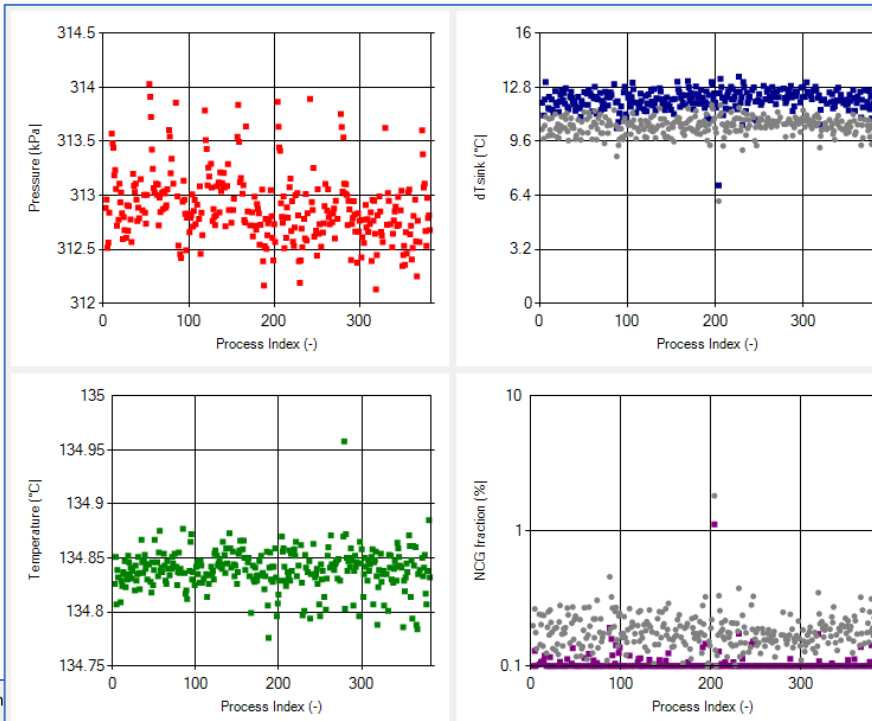 314.5
314
313.5
313
312.5
312
Pressure [kPa]
0 100 200 300
Process Index (-)
16
12.8
9.6
6.4
3.2
0
dTsink [°C]
0 100 200 300
Process Index (-)
135
134.95
134.9
134.85
134.8
134.75
Temperature [°C]
0 100 200 300
Process Index (-)
10
1
0.1
NCG fraction [%]
0 100 200 300
Process Index (-)